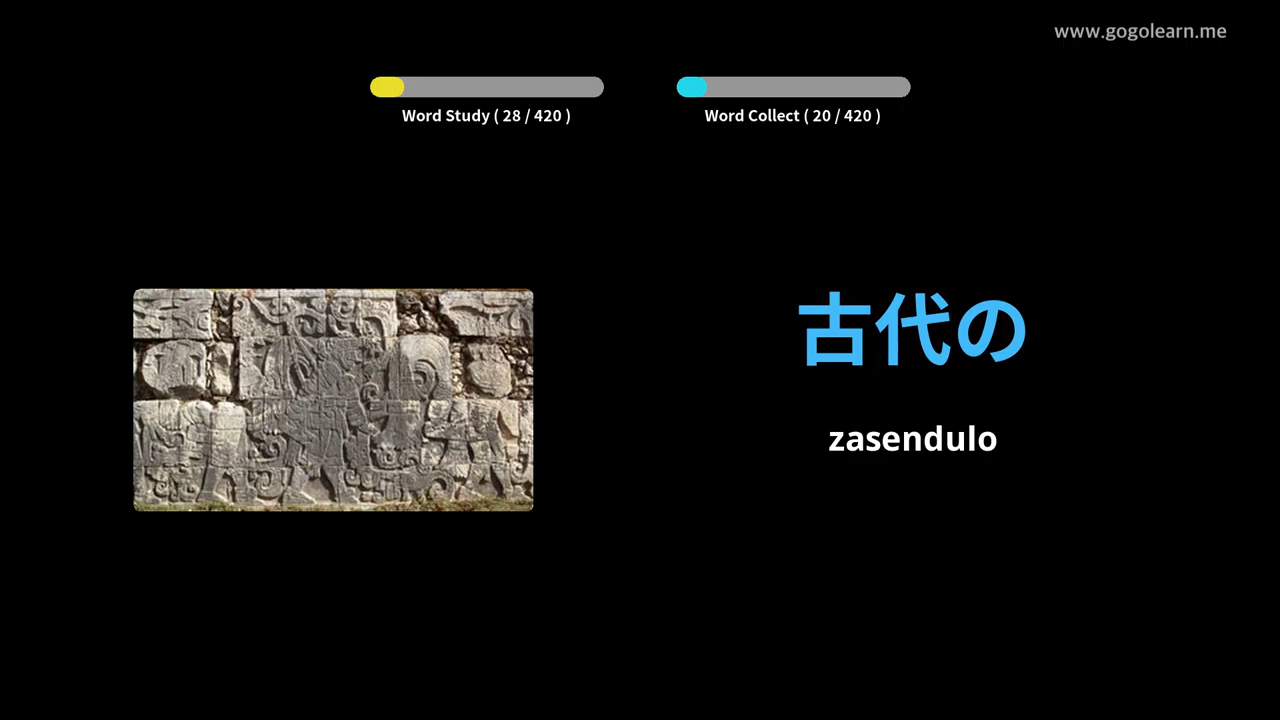 www.gogolearn.me
Word Study ( 28 / 420 )
Word Collect ( 20 / 420 )
古代の
zasendulo